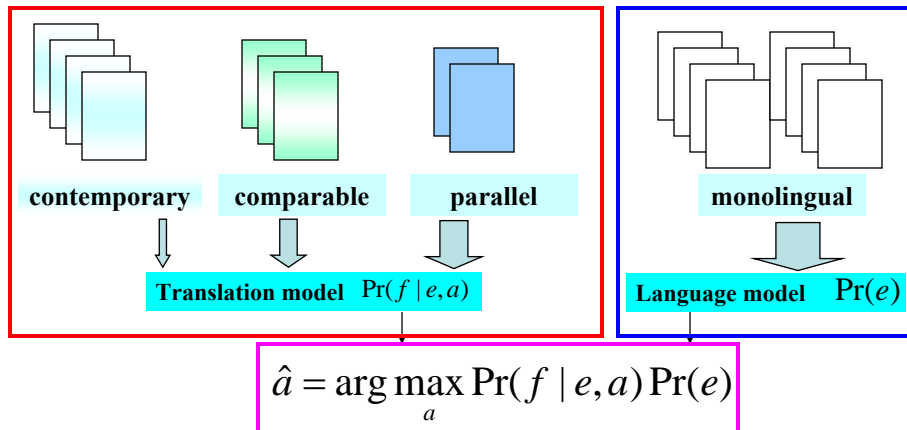 contemporary comparable parallel monolingual
Translation model Pr(f | e, a) Language model Pr(e)
â = arg max Pr(f | e, a) Pr(e)
a